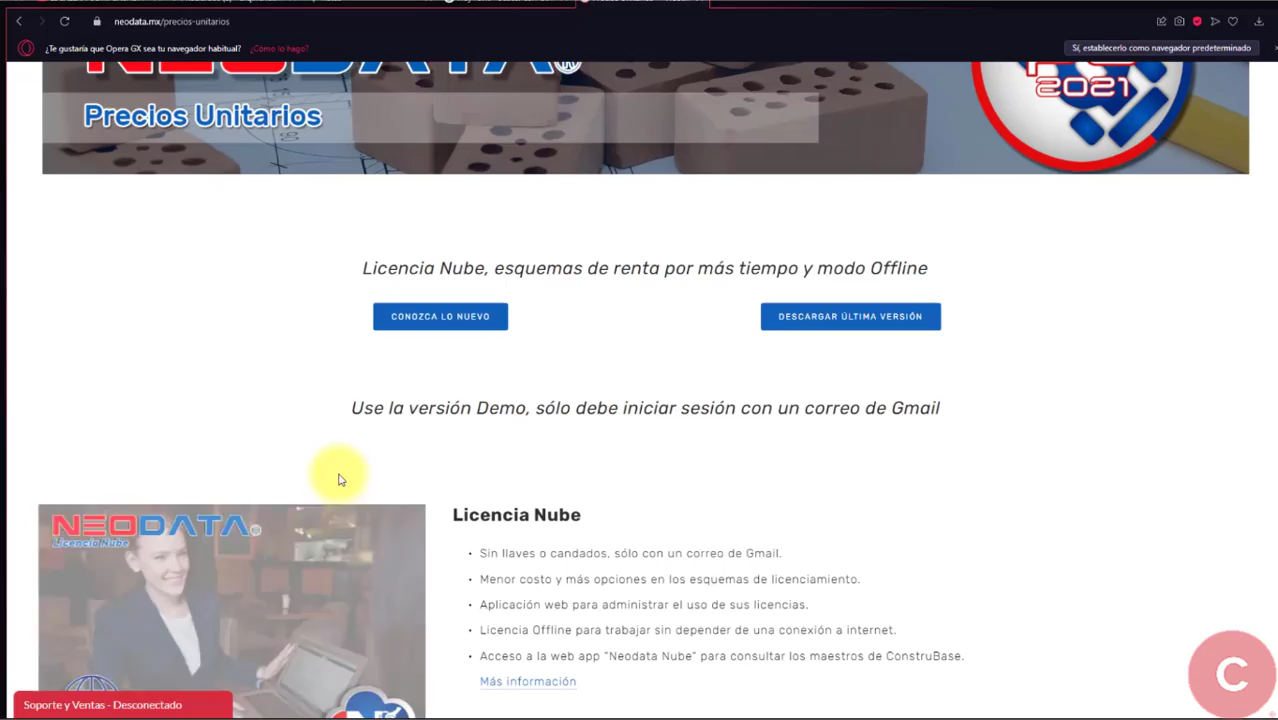 neodata.mx/precios-unitarios
¿Te gustaría que Opera GX sea tu navegador habitual? ¿Cómo lo hago?
Sí, establecerlo como navegador predeterminado
NEODATA
Precios Unitarios
2021
Licencia Nube, esquemas de renta por más tiempo y modo Offline
CONOZCA LO NUEVO
DESCARGAR ÚLTIMA VERSIÓN
Use la versión Demo, sólo debe iniciar sesión con un correo de Gmail
NEODATA
Licencia Nube
Licencia Nube
• Sin llaves o candados, sólo con un correo de Gmail.
• Menor costo y más opciones en los esquemas de licenciamiento.
• Aplicación web para administrar el uso de sus licencias.
• Licencia Offline para trabajar sin depender de una conexión a internet.
• Acceso a la web app "Neodata Nube" para consultar los maestros de ConstruBase.
Más información
Soporte y Ventas - Desconectado
C